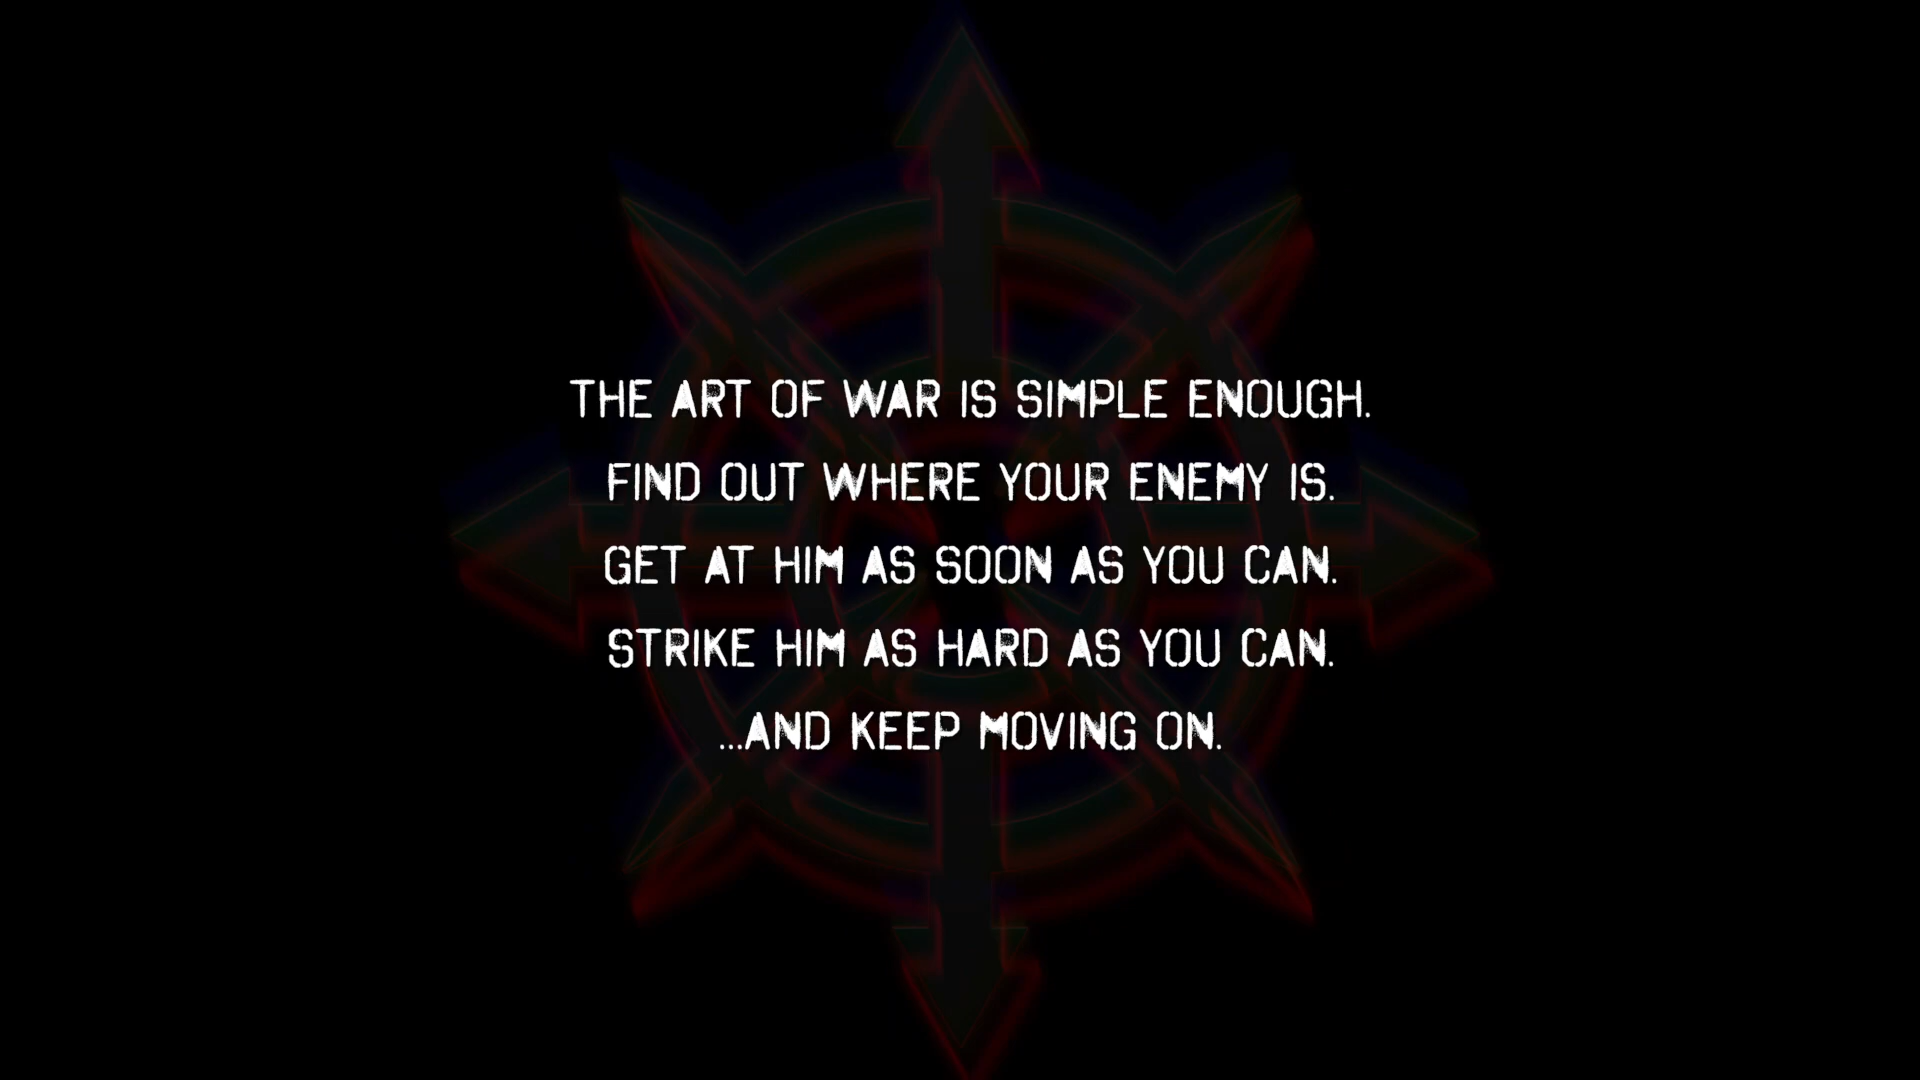 THE ART OF WAR IS SIMPLE ENOUGH.
FIND OUT WHERE YOUR ENEMY IS.
GET AT HIM AS SOON AS YOU CAN.
STRIKE HIM AS HARD AS YOU CAN.
...AND KEEP MOVING ON.